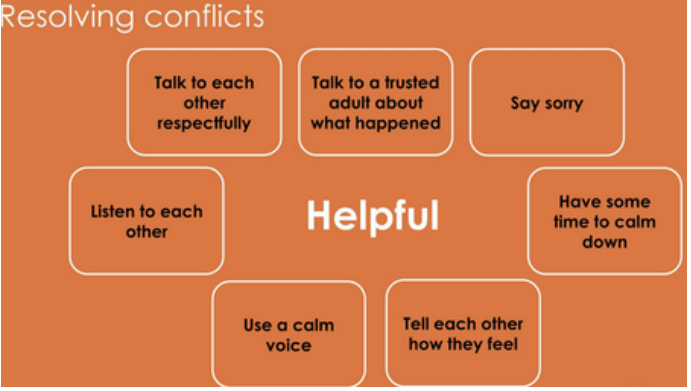 Resolving conflicts
Talk to each
other
respectfully
Talk to a trusted
adult about
what happened
Say sorry
Listen to each
other
Helpful
Have some
time to calm
down
Use a calm
voice
Tell each other
how they feel